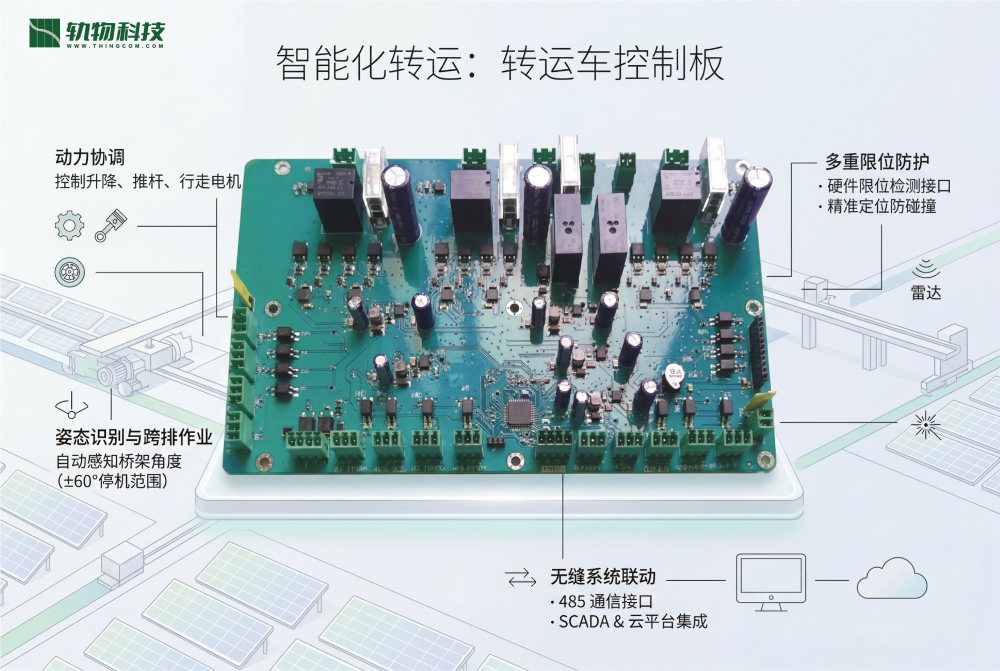 轨物科技
WWW.THINGCOM.COM
智能化转运：转运车控制板
动力协调
控制升降、推杆、行走电机
多重限位防护
· 硬件限位检测接口
· 精准定位防碰撞
雷达
姿态识别与跨排作业
自动感知桥架角度
（±60°停机范围）
无缝系统联动
· 485 通信接口
· SCADA & 云平台集成